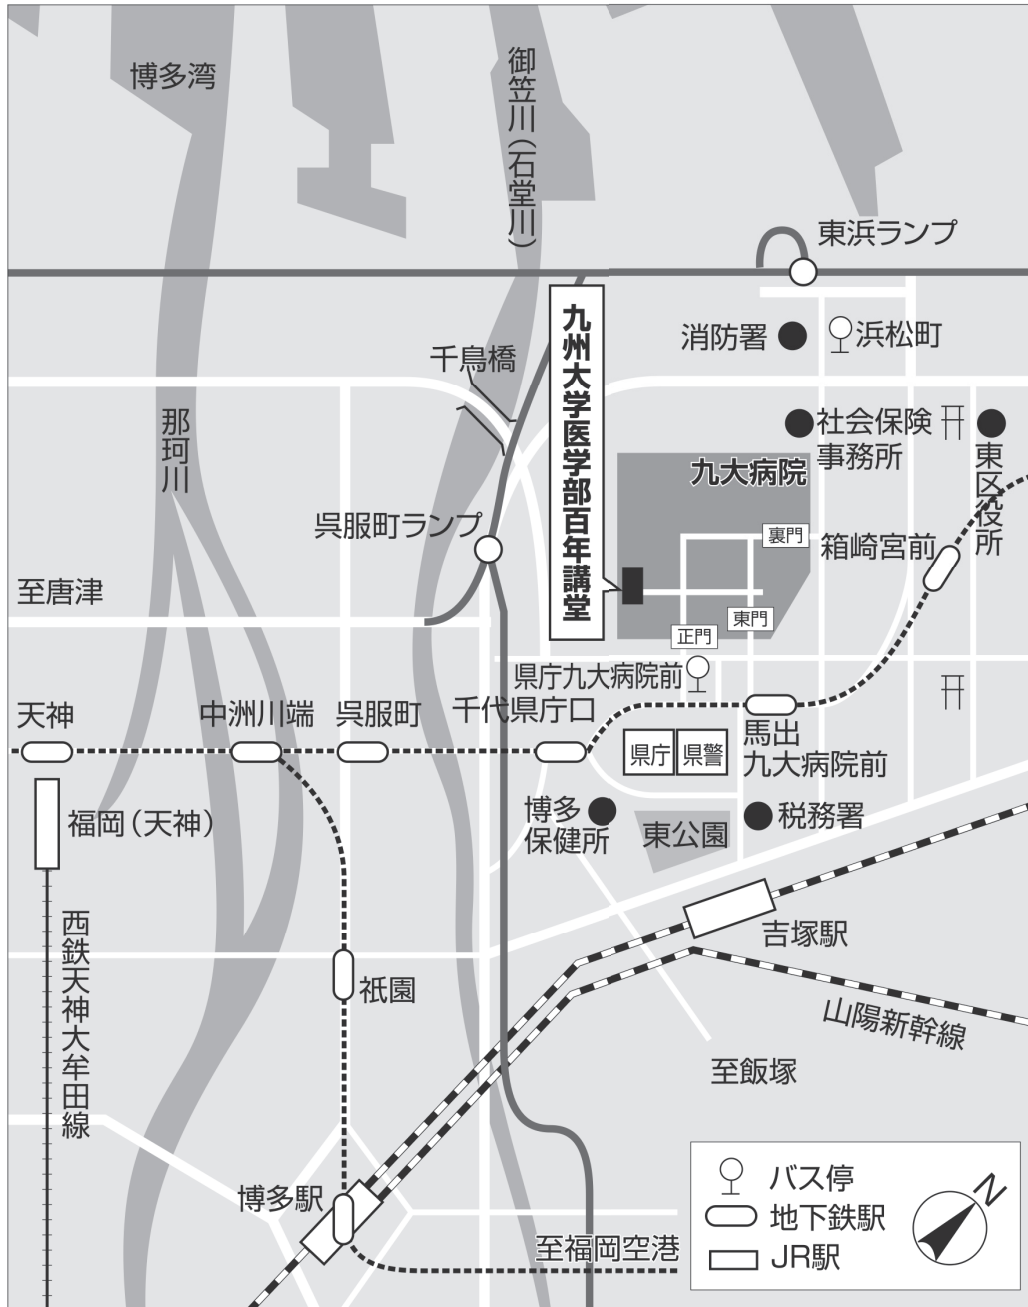 博多湾
御笠川(石堂川)
東浜ランプ
消防署
浜松町
千鳥橋
九州大学医学部百年講堂
那珂川
社会保険
事務所
東区役所
九大病院
呉服町ランプ
裏門
箱崎宮前
至唐津
東門
正門
県庁九大病院前
天神
中洲川端
呉服町
千代県庁口
馬出
九大病院前
県庁
県警
福岡(天神)
博多
保健所
東公園
税務署
西鉄天神大牟田線
吉塚駅
祇園
山陽新幹線
至飯塚
博多駅
至福岡空港
バス停
地下鉄駅
JR駅
N